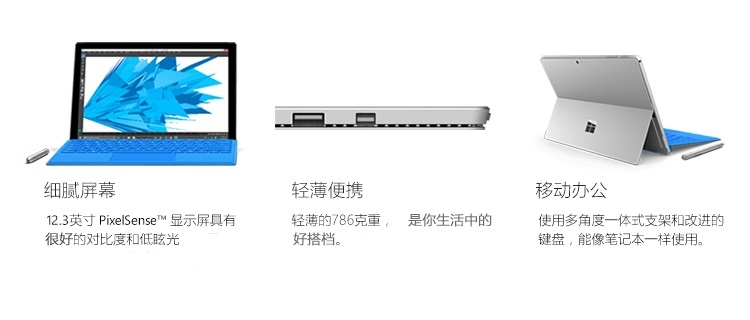 细腻屏幕
12.3英寸 PixelSense™ 显示屏具有
很好的对比度和低眩光
轻薄便携
轻薄的786克重， 是你生活中的
好搭档。
移动办公
使用多角度一体式支架和改进的
键盘，能像笔记本一样使用。